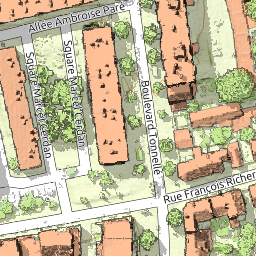 Allée Ambroise Paré
Square Marcel Cerdan
Square Marcel Cerdan
Boulevard Tonnellé
Rue François Richer